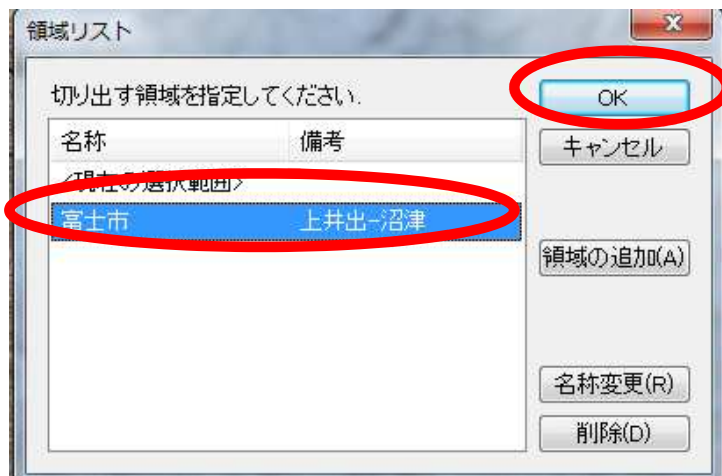 領域リスト
切り出す領域を指定してください.
OK
名称 備考
キャンセル
<現在の選択範囲>
富士市 上井出-沼津
領域の追加(A)
名称変更(R)
削除(D)